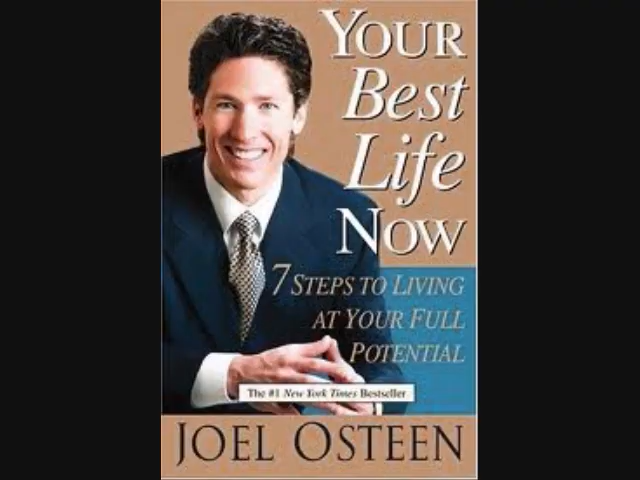 YOUR
Best
Life
NOW
7 STEPS TO LIVING
AT YOUR FULL
POTENTIAL
The #1 New York Times Bestseller
JOEL OSTEEN